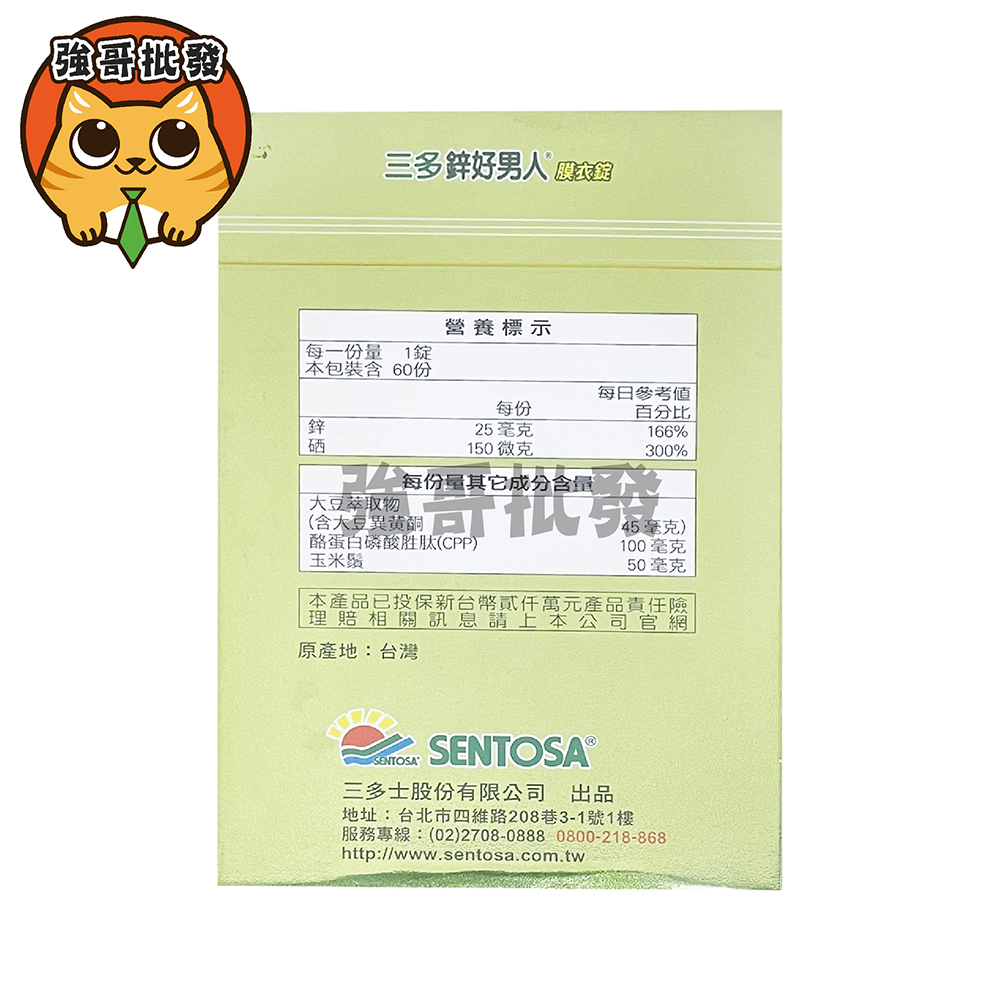 強哥批發
三多鋅好男人® 膜衣錠
營養標示
每一份量 1錠
本包裝含 60份
每日參考值
每份 百分比
鋅 25 毫克 166%
硒 150 微克 300%
強哥批發
每份量其它成分含量
大豆萃取物
(含大豆異黃酮 45 毫克)
酪蛋白磷酸胜肽(CPP) 100 毫克
玉米鬚 50 毫克
本產品已投保新台幣貳仟萬元產品責任險
理賠相關訊息請上本公司官網
原產地：台灣
SENTOSA® SENTOSA®
三多士股份有限公司 出品
地址：台北市四維路208巷3-1號1樓
服務專線：(02)2708-0888 0800-218-868
http://www.sentosa.com.tw